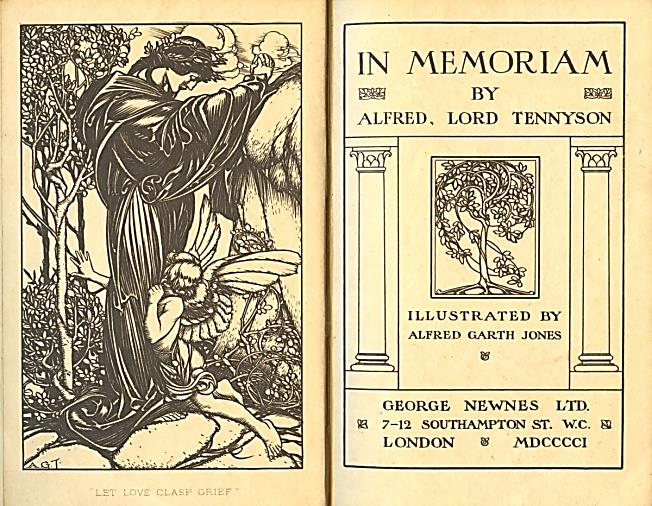 A.G.J
"LET LOVE CLASP GRIEF."
IN MEMORIAM
BY
ALFRED, LORD TENNYSON
ILLUSTRATED BY
ALFRED GARTH JONES
GEORGE NEWNES LTD.
7-12 SOUTHAMPTON ST. W.C.
LONDON MDCCCCI